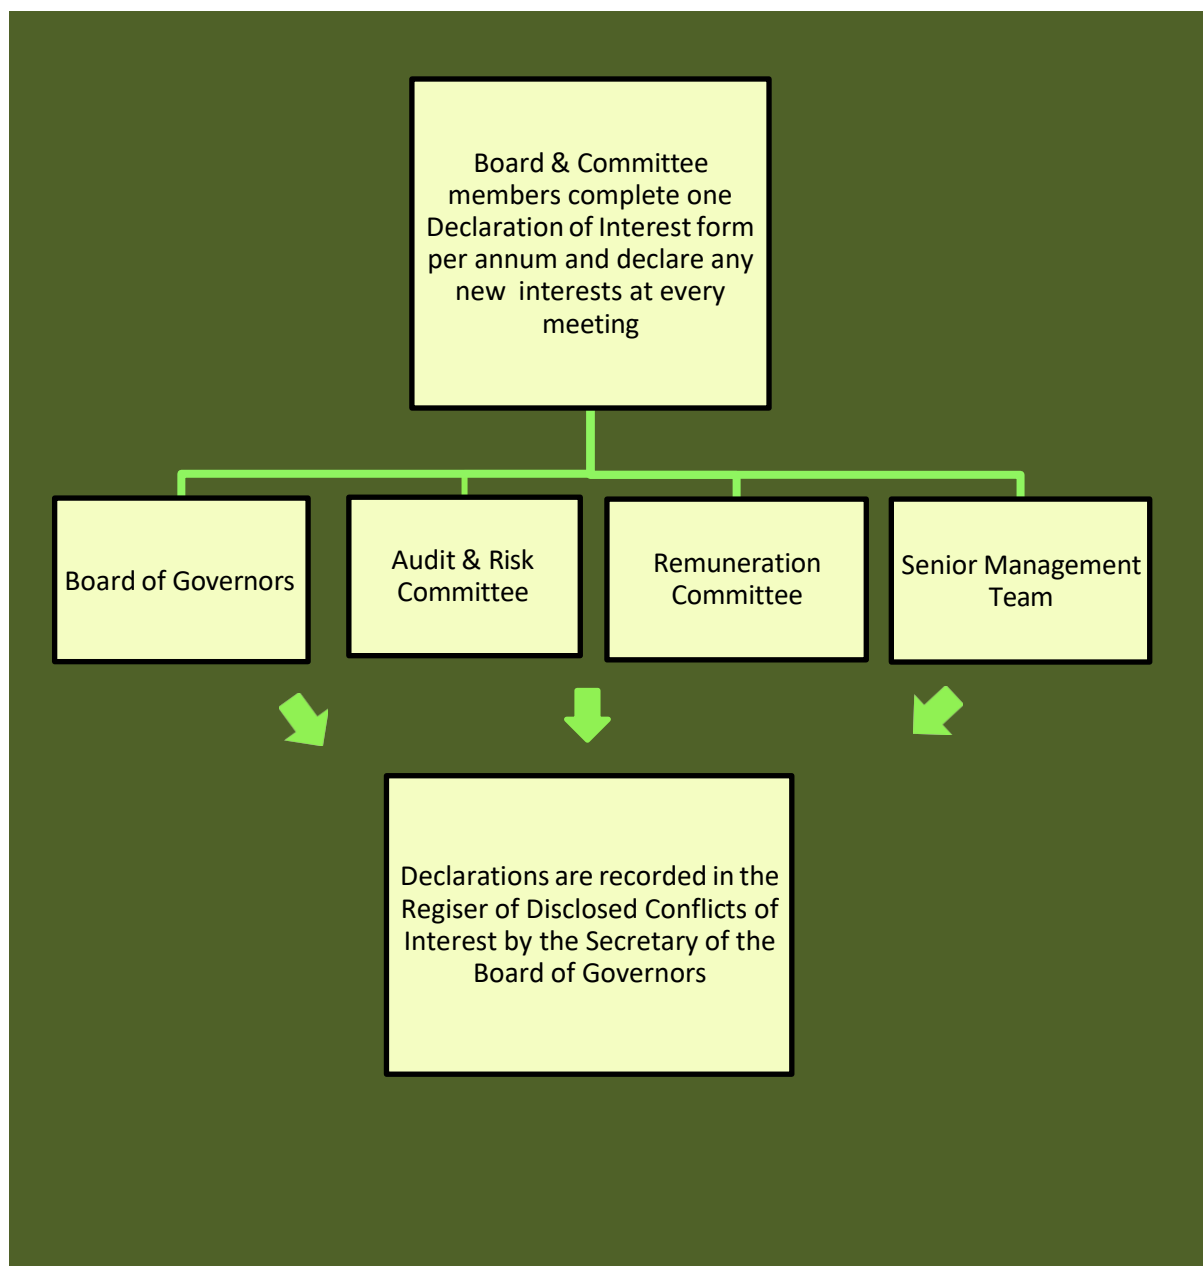 Board & Committee
members complete one
Declaration of Interest form
per annum and declare any
new  interests at every
meeting
Board of Governors
Audit & Risk
Committee
Remuneration
Committee
Senior Management
Team
Declarations are recorded in the
Regiser of Disclosed Conflicts of
Interest by the Secretary of the
Board of Governors